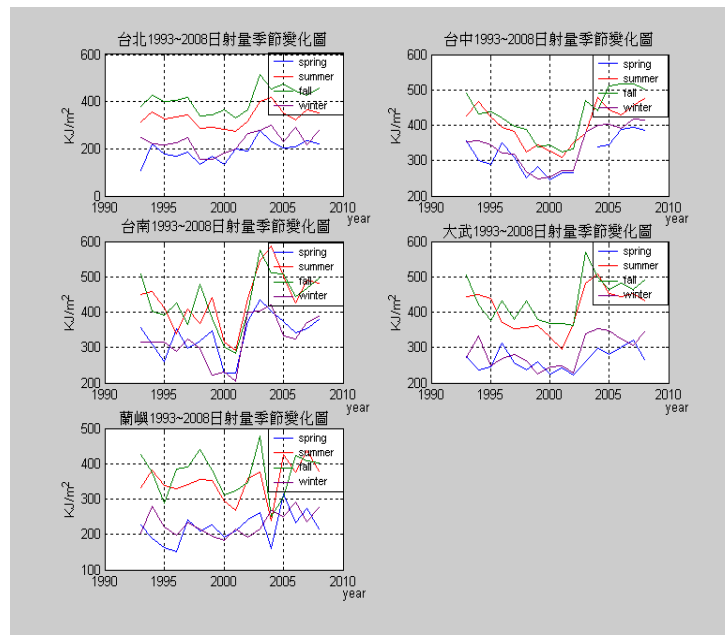 台北1993~2008日射量季節變化圖
600
400
200
0
KJ/m²
1990
1995
2000
2005
2010
year
spring
summer
fall
winter
台中1993~2008日射量季節變化圖
600
500
400
300
200
KJ/m²
1990
1995
2000
2005
2010
year
spring
summer
fall
winter
台南1993~2008日射量季節變化圖
600
500
400
300
200
KJ/m²
1990
1995
2000
2005
2010
year
spring
summer
fall
winter
大武1993~2008日射量季節變化圖
600
500
400
300
200
KJ/m²
1990
1995
2000
2005
2010
year
spring
summer
fall
winter
蘭嶼1993~2008日射量季節變化圖
500
400
300
200
100
KJ/m²
1990
1995
2000
2005
2010
year
spring
summer
fall
winter